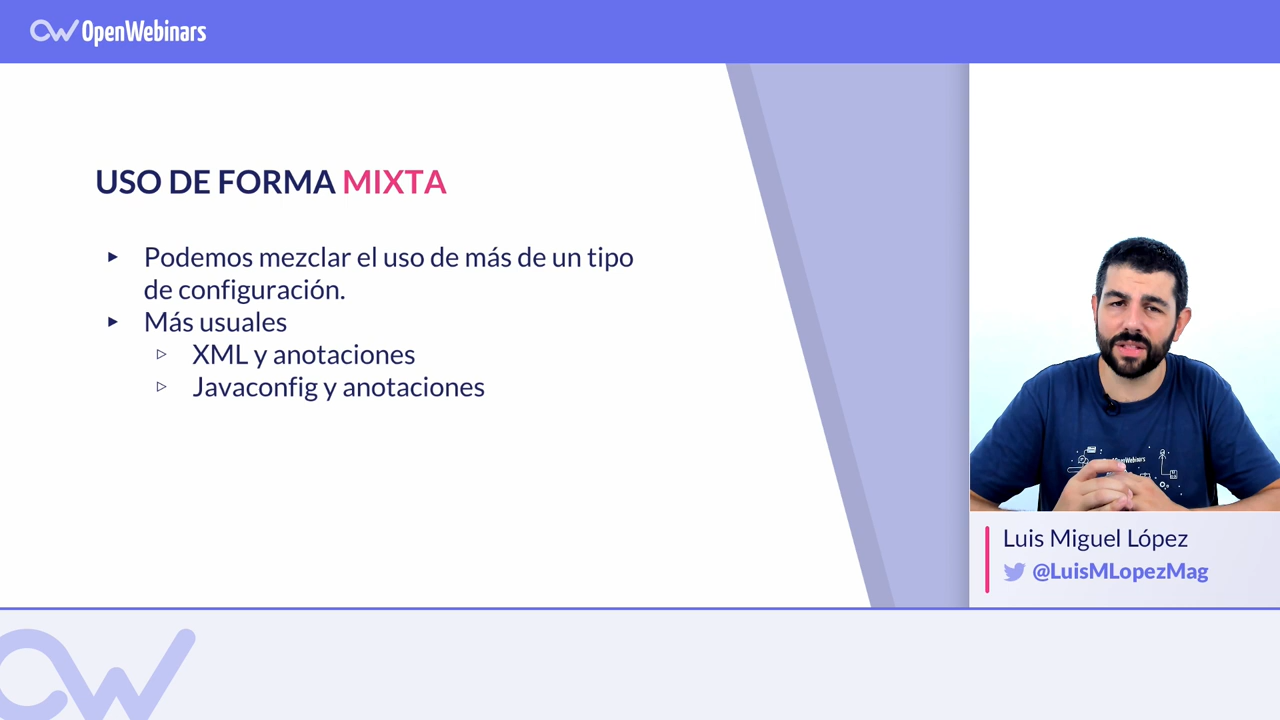 OpenWebinars
USO DE FORMA MIXTA
Podemos mezclar el uso de más de un tipo
de configuración.
Más usuales
XML y anotaciones
Javaconfig y anotaciones
OpenWebinars
Luis Miguel López
@LuisMLopezMag